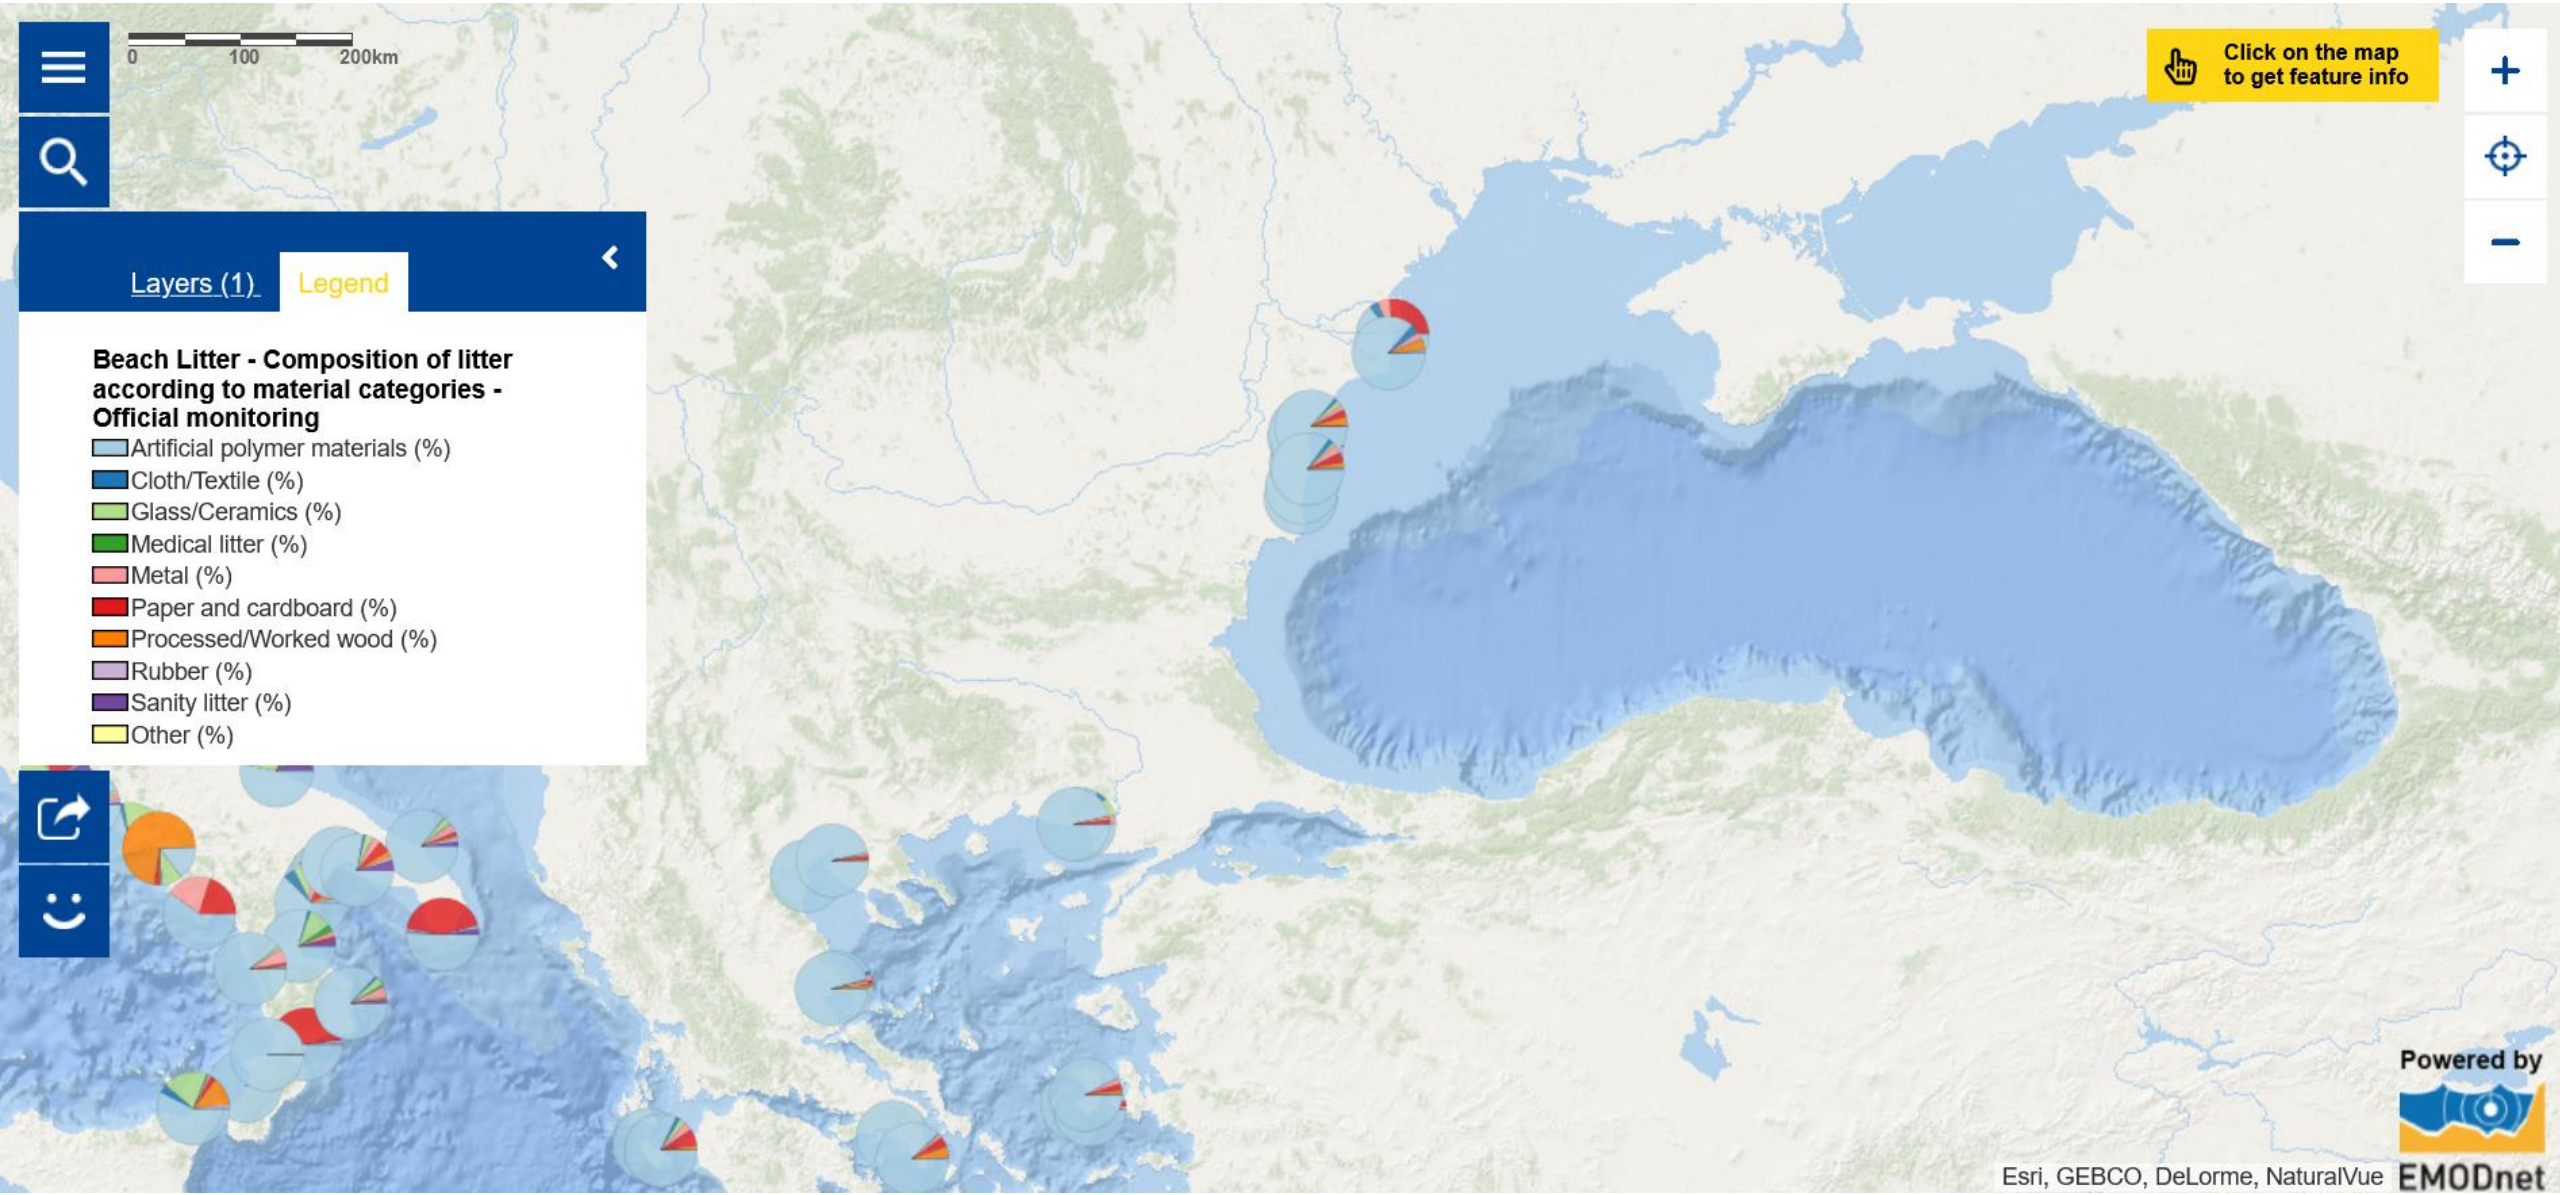 0 100 200km
Click on the map
to get feature info
+
−
Layers (1)
Legend
Beach Litter - Composition of litter
according to material categories -
Official monitoring
Artificial polymer materials (%)
Cloth/Textile (%)
Glass/Ceramics (%)
Medical litter (%)
Metal (%)
Paper and cardboard (%)
Processed/Worked wood (%)
Rubber (%)
Sanity litter (%)
Other (%)
Powered by
EMODnet
Esri, GEBCO, DeLorme, NaturalVue